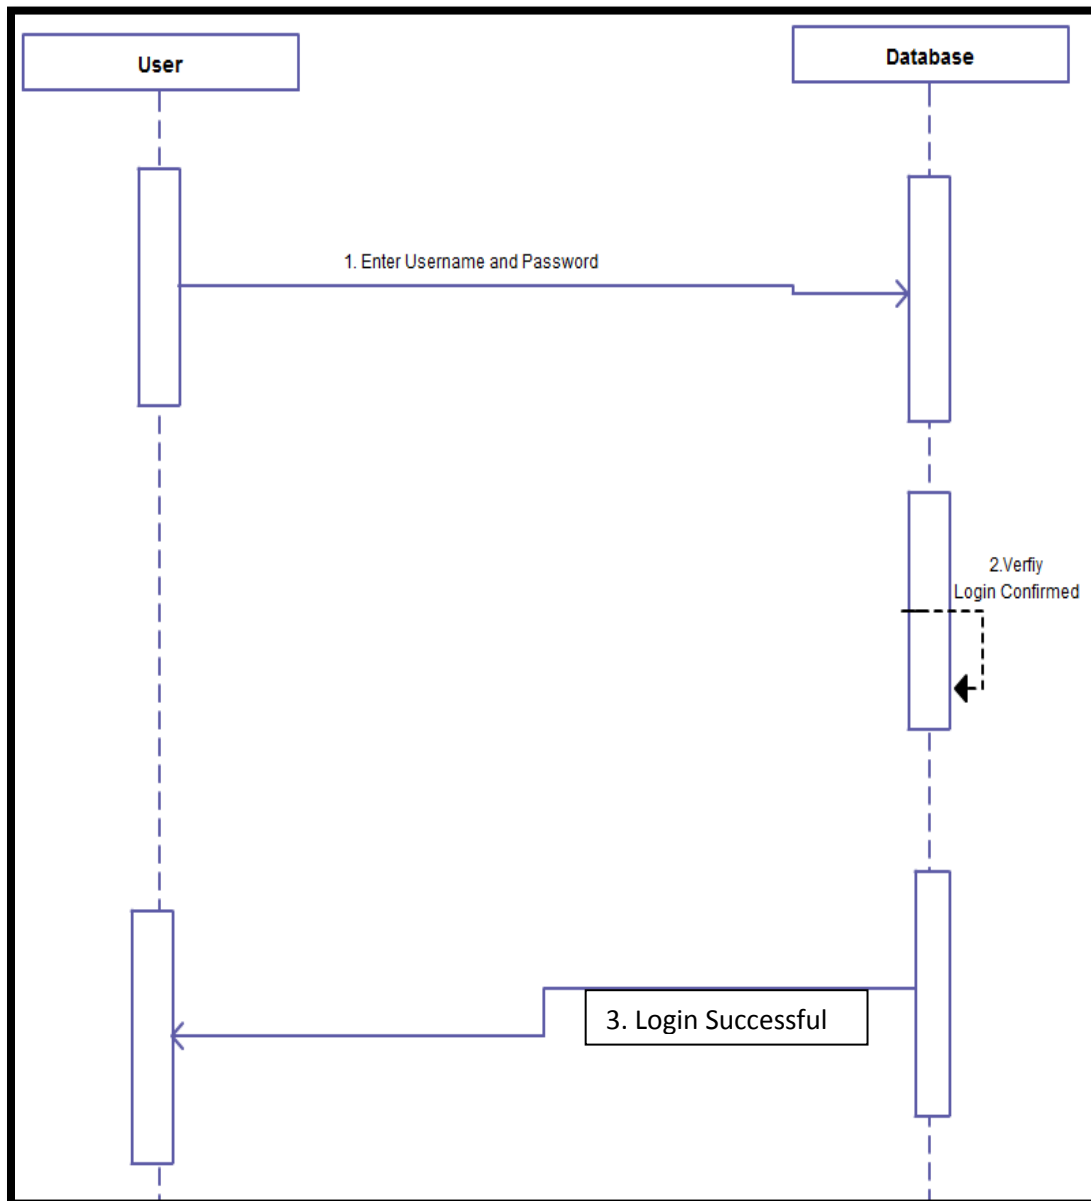 User
Database
1. Enter Username and Password
2.Verfiy
Login Confirmed
3. Login Successful